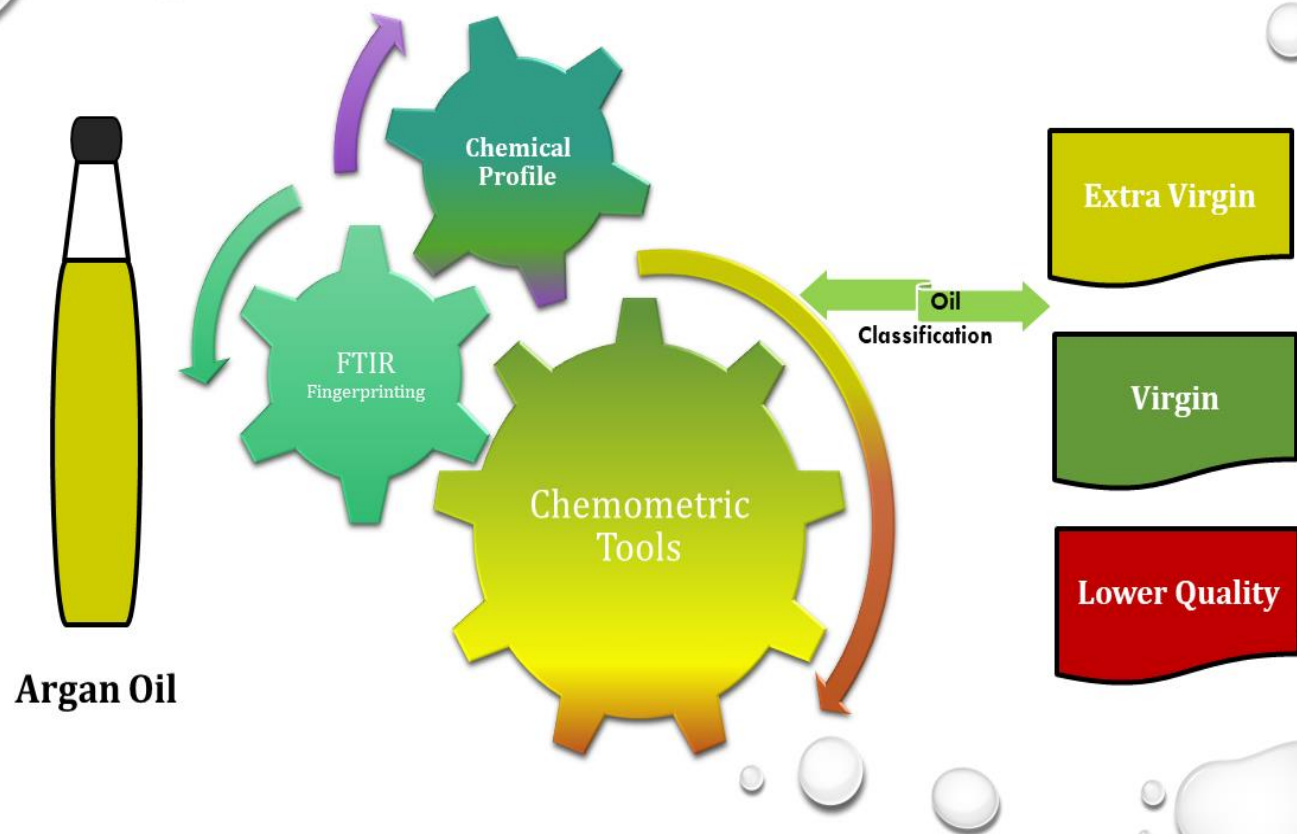 Chemical
Profile
FTIR
Fingerprinting
Chemometric
Tools
Argan Oil
Oil
Classification
Extra Virgin
Virgin
Lower Quality